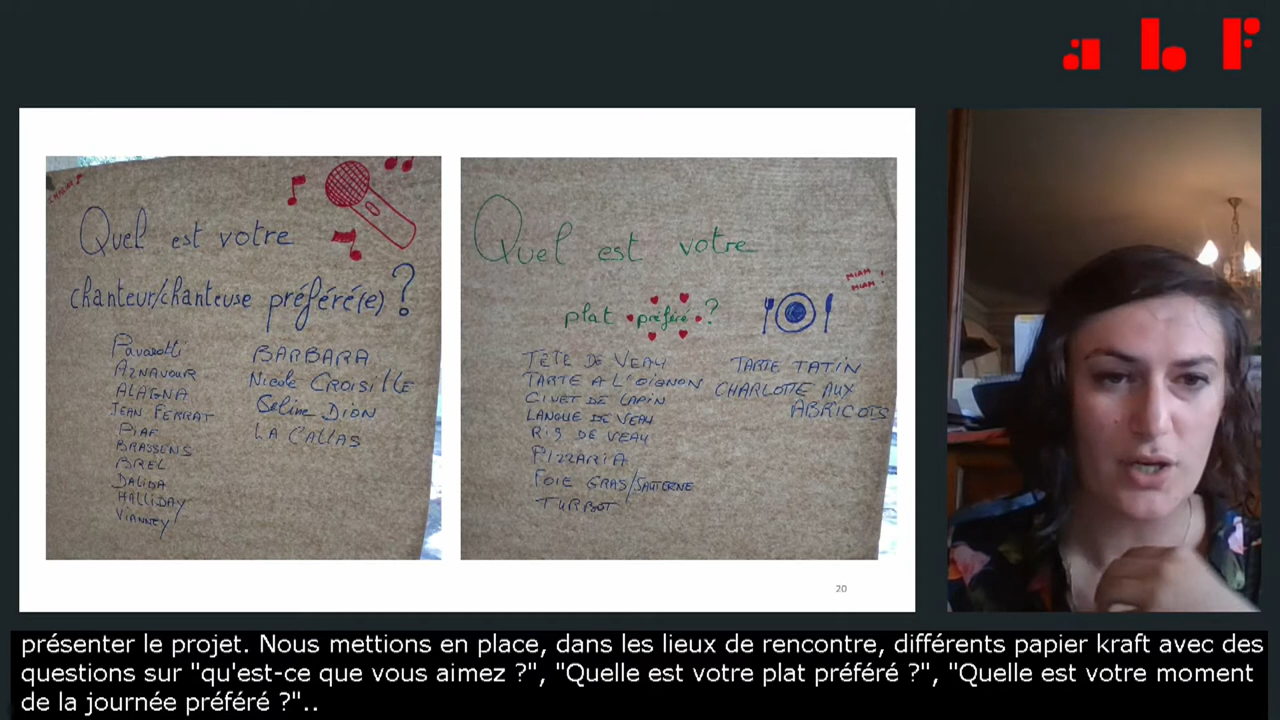 abf
Quel est votre
chanteur/chanteuse préféré(e) ?
Pavarotti
AZNAVOUR
ALAGNA
JEAN FERRAT
PIAF
BRASSENS
BREL
DALIDA
HALLIDAY
VIANNEY
BARBARA
Nicole CROISILLE
Seline DION
LA CALLAS
Quel est votre
plat préféré ?
MIAM
MIAM !
TÊTE DE VEAU
TARTE A L'OIGNON
CIVET DE LAPIN
LANGUE DE VEAU
RIS DE VEAU
PIZZARIA
FOIE GRAS/SAUTERNE
TURBOT
TARTE TATIN
CHARLOTTE AUX
ABRICOTS
20
présenter le projet. Nous mettions en place, dans les lieux de rencontre, différents papier kraft avec des
questions sur "qu'est-ce que vous aimez ?", "Quelle est votre plat préféré ?", "Quelle est votre moment
de la journée préféré ?"..